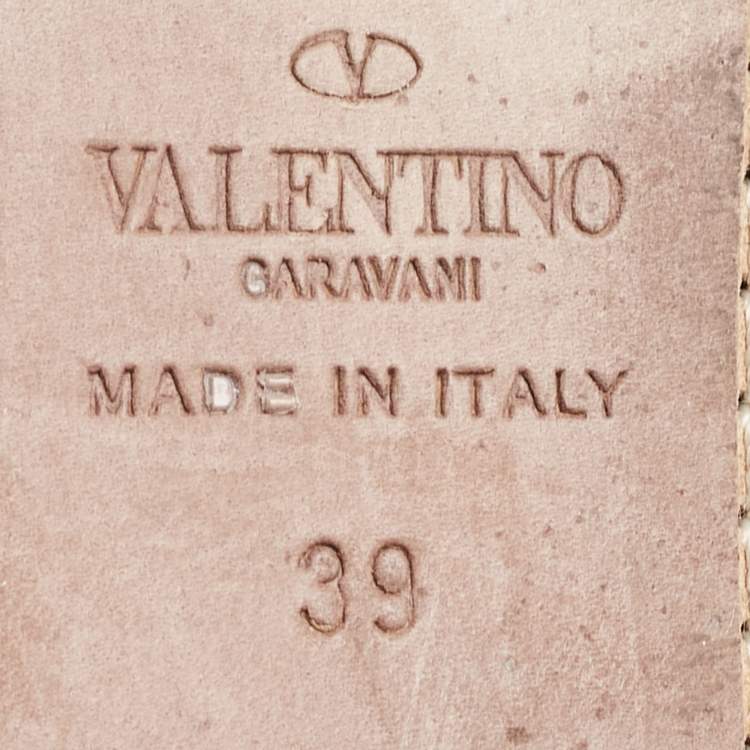 VALENTINO
GARAVANI
MADE IN ITALY
39